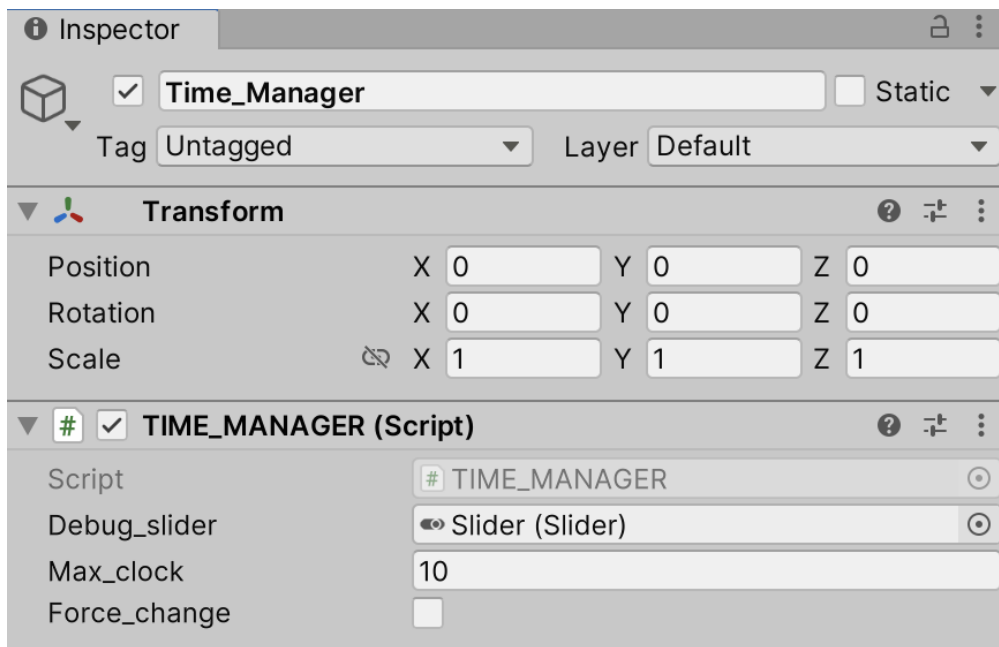 Inspector
Time_Manager Static
Tag Untagged Layer Default
Transform
Position X 0 Y 0 Z 0
Rotation X 0 Y 0 Z 0
Scale X 1 Y 1 Z 1
# TIME_MANAGER (Script)
Script # TIME_MANAGER
Debug_slider Slider (Slider)
Max_clock 10
Force_change